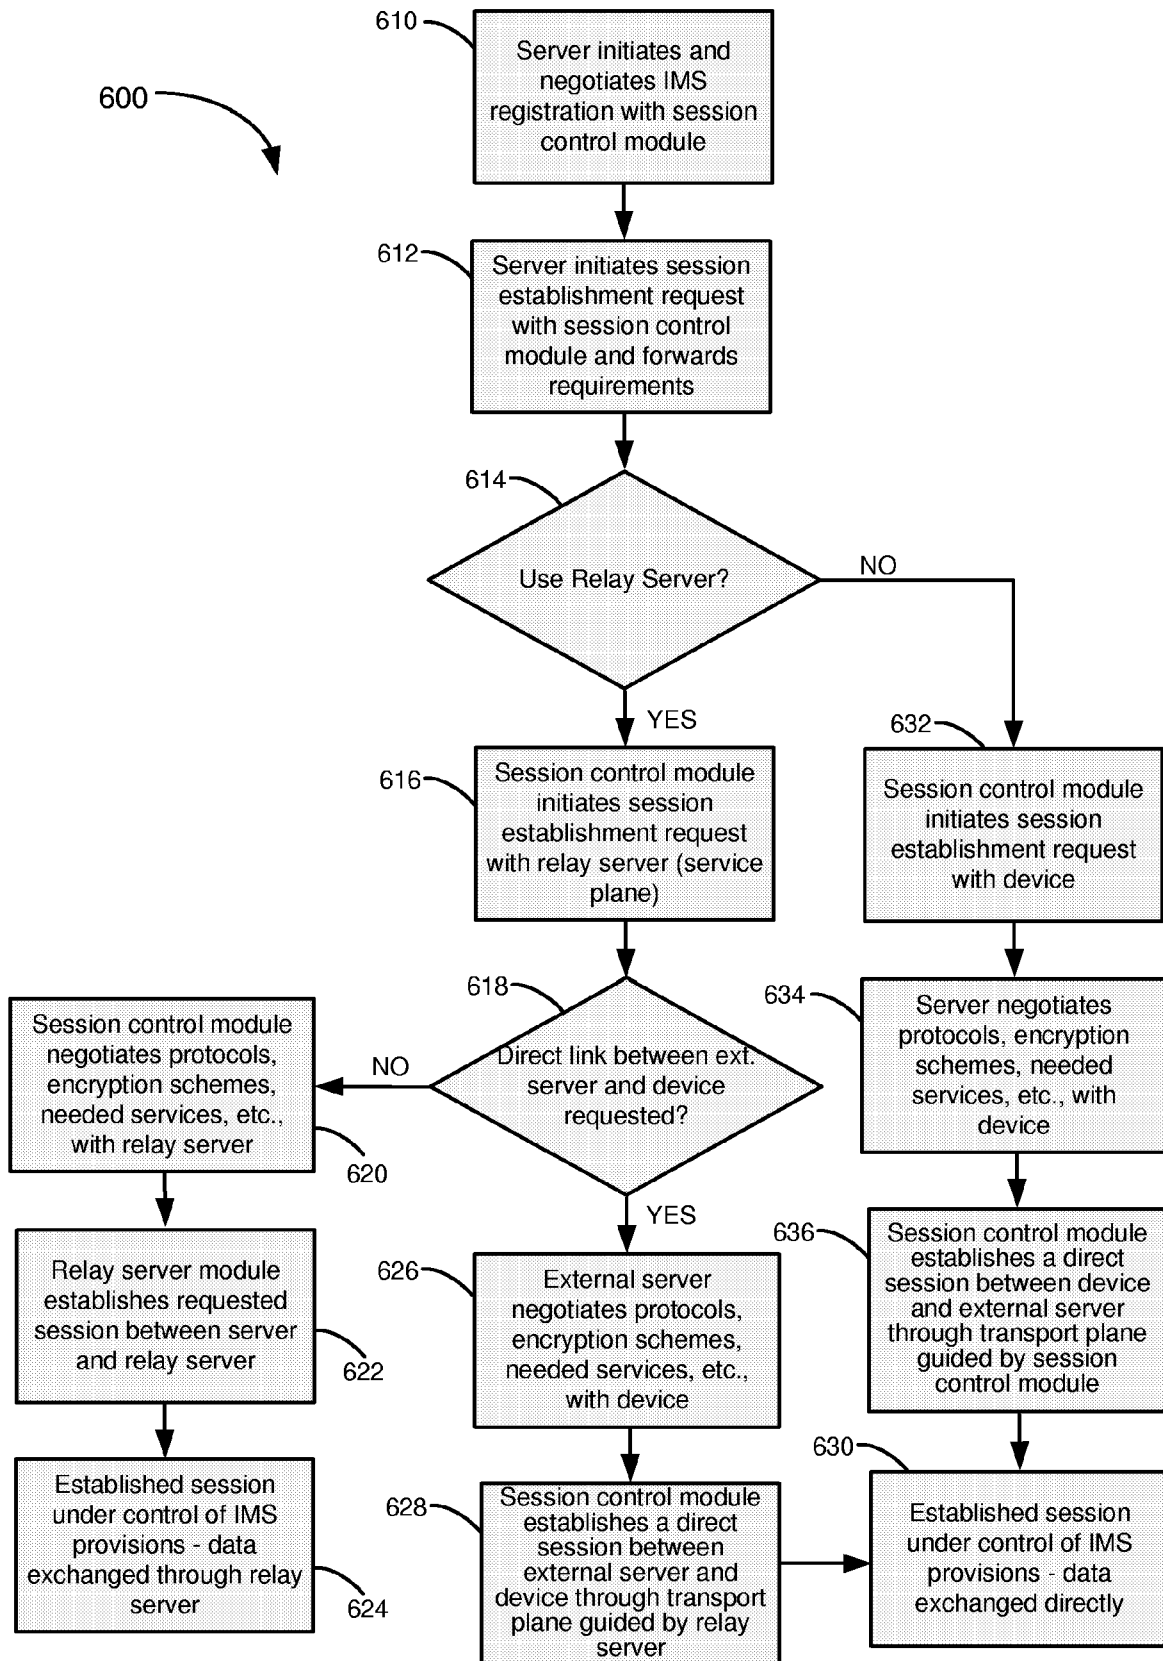 610
Server initiates and
negotiates IMS
registration with session
control module
600
612
Server initiates session
establishment request
with session control
module and forwards
requirements
614
Use Relay Server?
NO
YES
616
Session control module
initiates session
establishment request
with relay server (service
plane)
632
Session control module
initiates session
establishment request
with device
618
Direct link between ext.
server and device
requested?
NO
YES
634
Server negotiates
protocols, encryption
schemes, needed
services, etc., with
device
Session control module
negotiates protocols,
encryption schemes,
needed services, etc.,
with relay server
620
Relay server module
establishes requested
session between server
and relay server
622
626
External server
negotiates protocols,
encryption schemes,
needed services, etc.,
with device
636
Session control module
establishes a direct
session between device
and external server
through transport plane
guided by session
control module
Established session
under control of IMS
provisions - data
exchanged through relay
server
624
628
Session control module
establishes a direct
session between
external server and
device through transport
plane guided by relay
server
630
Established session
under control of IMS
provisions - data
exchanged directly